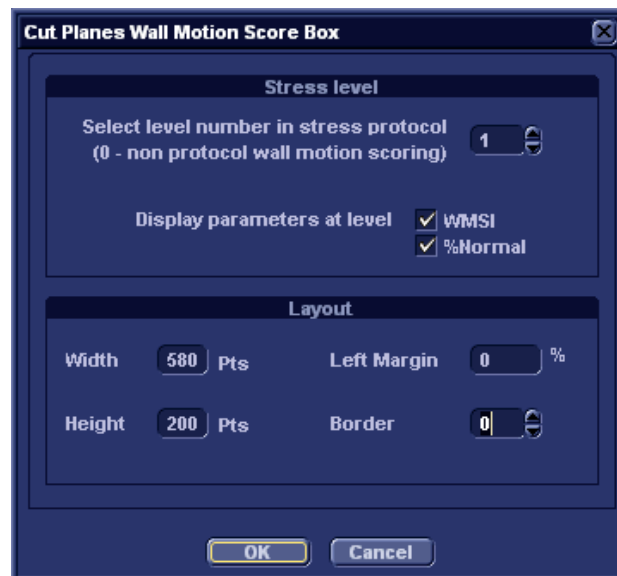 Cut Planes Wall Motion Score Box
Stress level
Select level number in stress protocol
(0 - non protocol wall motion scoring)
1
Display parameters at level
WMSI
%Normal
Layout
Width 580 Pts Left Margin 0 %
Height 200 Pts Border 0
OK Cancel